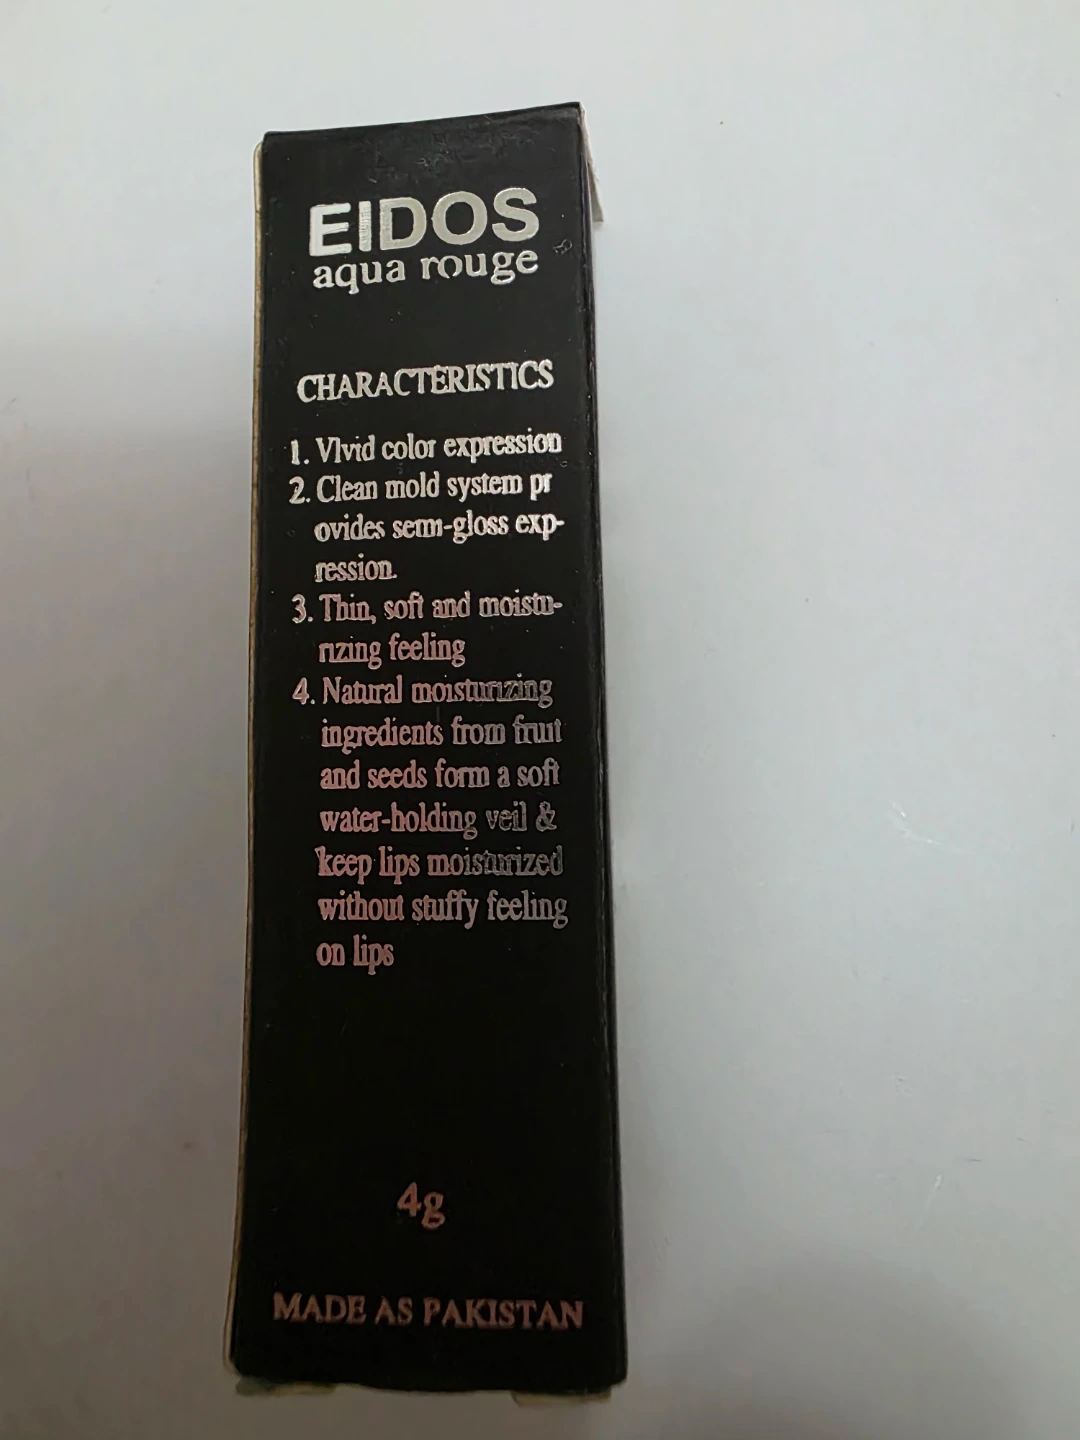 EIDOS
aqua rouge
CHARACTERISTICS
1. Vivid color expression
2. Clean mold system pr
ovides semi-gloss exp-
ression.
3. Thin, soft and moistu-
rizing feeling
4. Natural moisturizing
ingredients from fruit
and seeds form a soft
water-holding veil &
keep lips moisturized
without stuffy feeling
on lips
4g
MADE AS PAKISTAN